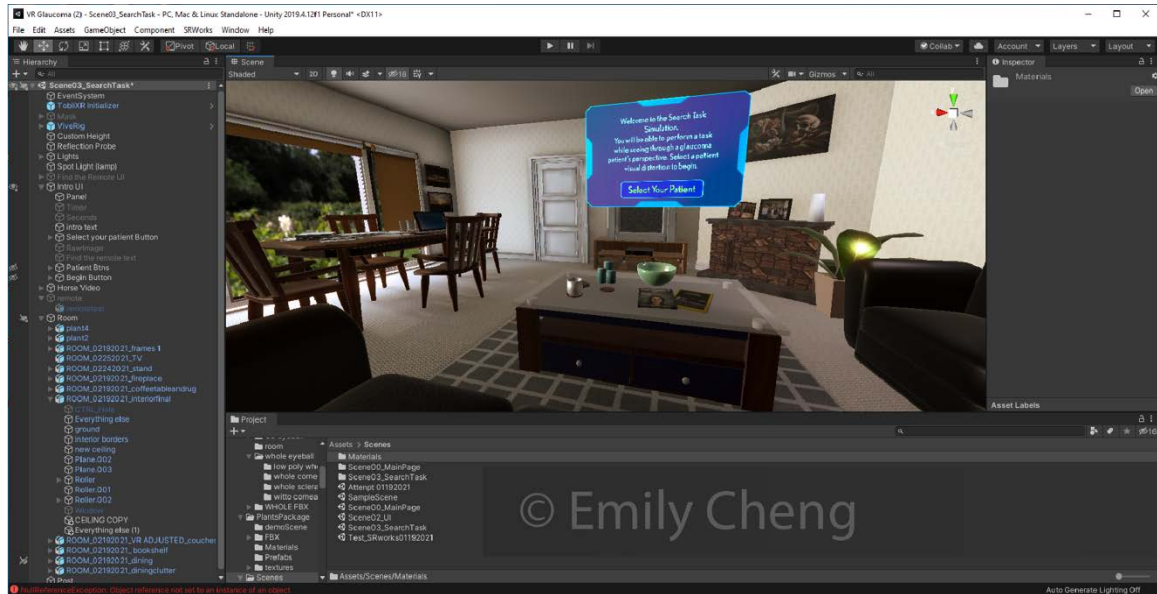 VR Glaucoma (2) - Scene03_SearchTask - PC, Mac & Linux Standalone - Unity 2019.4.12f1 Personal* <DX11>
File Edit Assets GameObject Component SRWorks Window Help
Pivot Local
Collab Account Layers Layout
Hierarchy
All
Scene
Shaded 2D 18 Gizmos All
Inspector
Materials
Open
Scene03_SearchTask*
EventSystem
TobiiXR Initializer
Mask
ViveRig
Custom Height
Reflection Probe
Lights
Spot Light (lamp)
Find the Remote UI
Intro UI
Panel
Timer
Seconds
Intro text
Select your patient Button
RawImage
Find the remote text
Patient Btns
Begin Button
Horse Video
remote
Room
plant4
plant2
ROOM_02192021_frames 1
ROOM_02252021_TV
ROOM_02242021_stand
ROOM_02192021_fireplace
ROOM_02192021_coffeetableandrug
ROOM_02192021_interiorfinal
Everything else
ground
interior borders
new ceiling
Plane.002
Plane.003
Roller
Roller.001
Roller.002
Window
CEILING COPY
Everything else (1)
ROOM_02192021_VR ADJUSTED_couches
ROOM_02192021_bookshelf
ROOM_02192021_dining
ROOM_02192021_diningclutter
Post
Welcome to the Search Task
Simulation.
You will be able to perform a task
while seeing through a glaucoma
patient's perspective. Select a patient
visual distortion to begin.
Select Your Patient
Asset Labels
Project
16
room
whole eyeball
low poly who
whole corne
whole sclera
witto cornea
WHOLE FBX
PlantsPackage
demoScene
FBX
Materials
Prefabs
textures
Scenes
Assets > Scenes
Materials
Scene00_MainPage
Scene03_SearchTask
Attenpt 01192021
SampleScene
Scene00_MainPage
Scene02_UI
Scene03_SearchTask
Test_SRworks01192021
© Emily Cheng
Assets/Scenes/Materials
NullReferenceException: Object reference not set to an instance of an object
Auto Generate Lighting Off